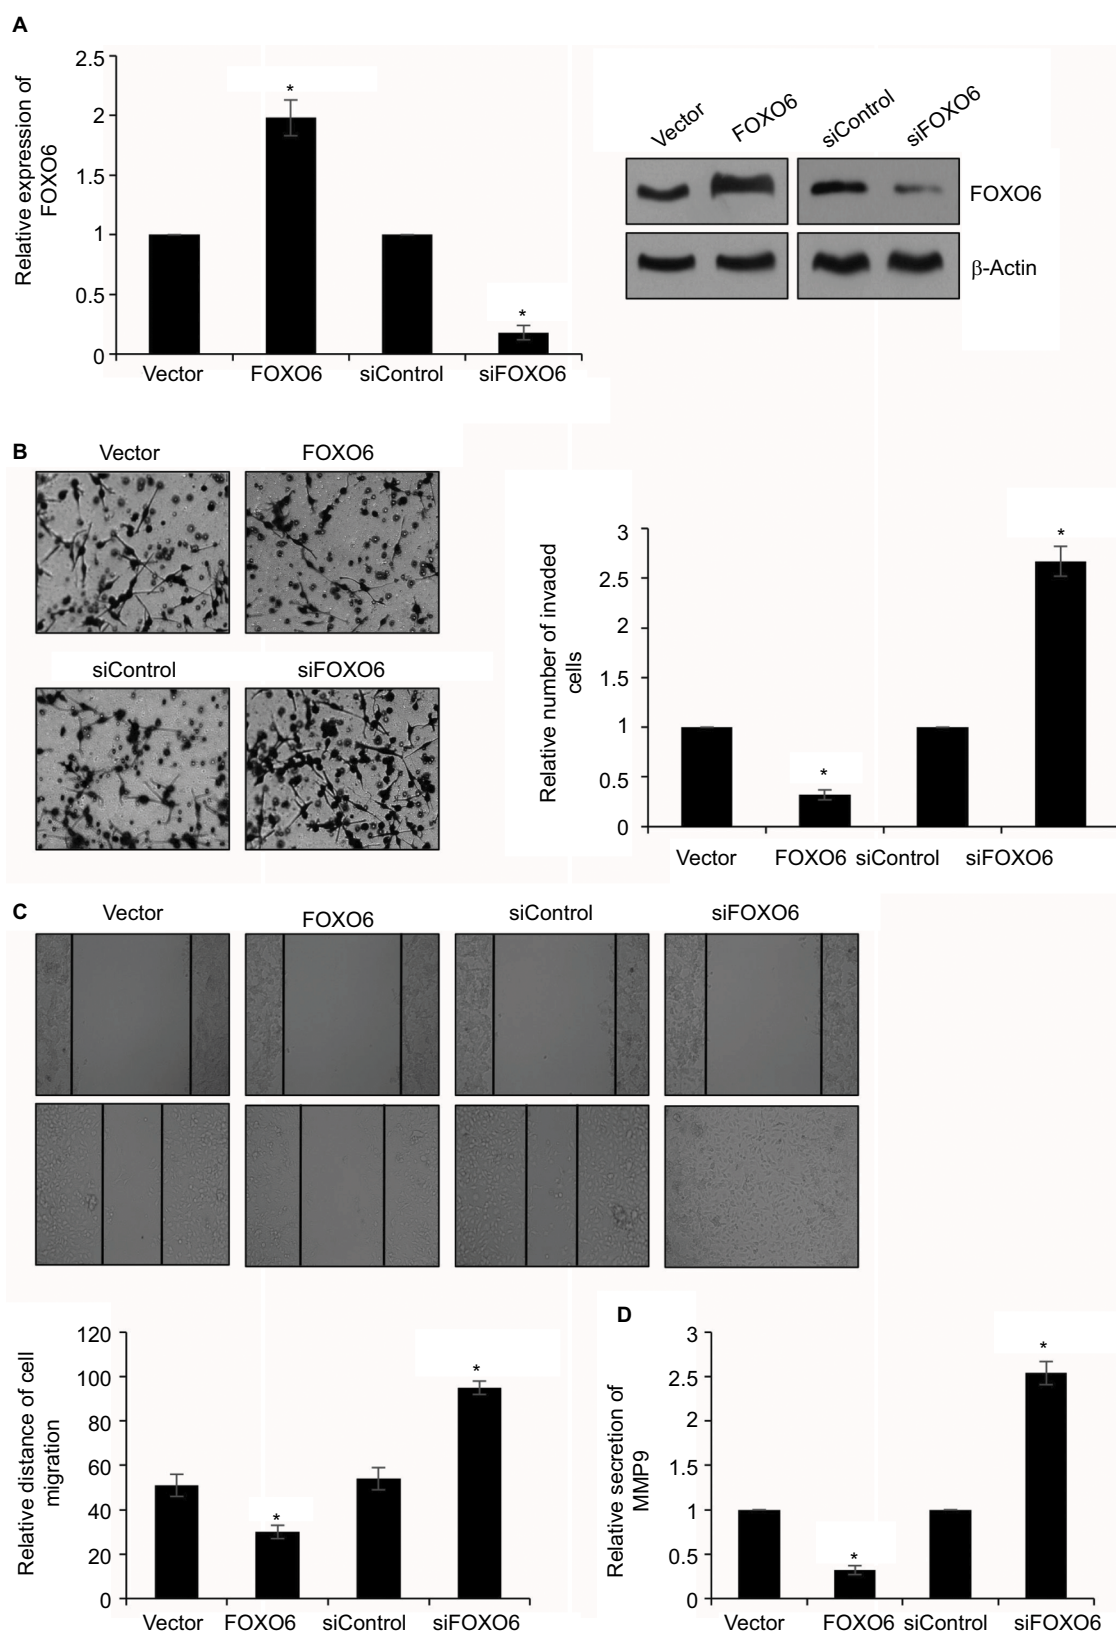 A
2.5
2
1.5
1
0.5
0
Relative expression of
FOXO6
*
*
Vector FOXO6 siControl siFOXO6
Vector FOXO6 siControl siFOXO6
FOXO6
β-Actin
B
Vector FOXO6
siControl siFOXO6
3
2.5
2
1.5
1
0.5
0
Relative number of invaded
cells
*
*
Vector FOXO6 siControl siFOXO6
C
Vector FOXO6 siControl siFOXO6
120
100
80
60
40
20
0
Relative distance of cell
migration
*
*
Vector FOXO6 siControl siFOXO6
D
3
2.5
2
1.5
1
0.5
0
Relative secretion of
MMP9
*
*
Vector FOXO6 siControl siFOXO6